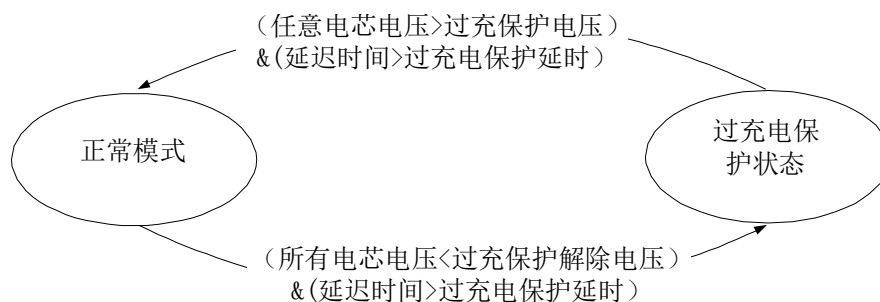 （任意电芯电压>过充保护电压）
&(延迟时间>过充电保护延时）
正常模式
过充电保
护状态
（所有电芯电压<过充保护解除电压）
&(延迟时间>过充电保护延时）